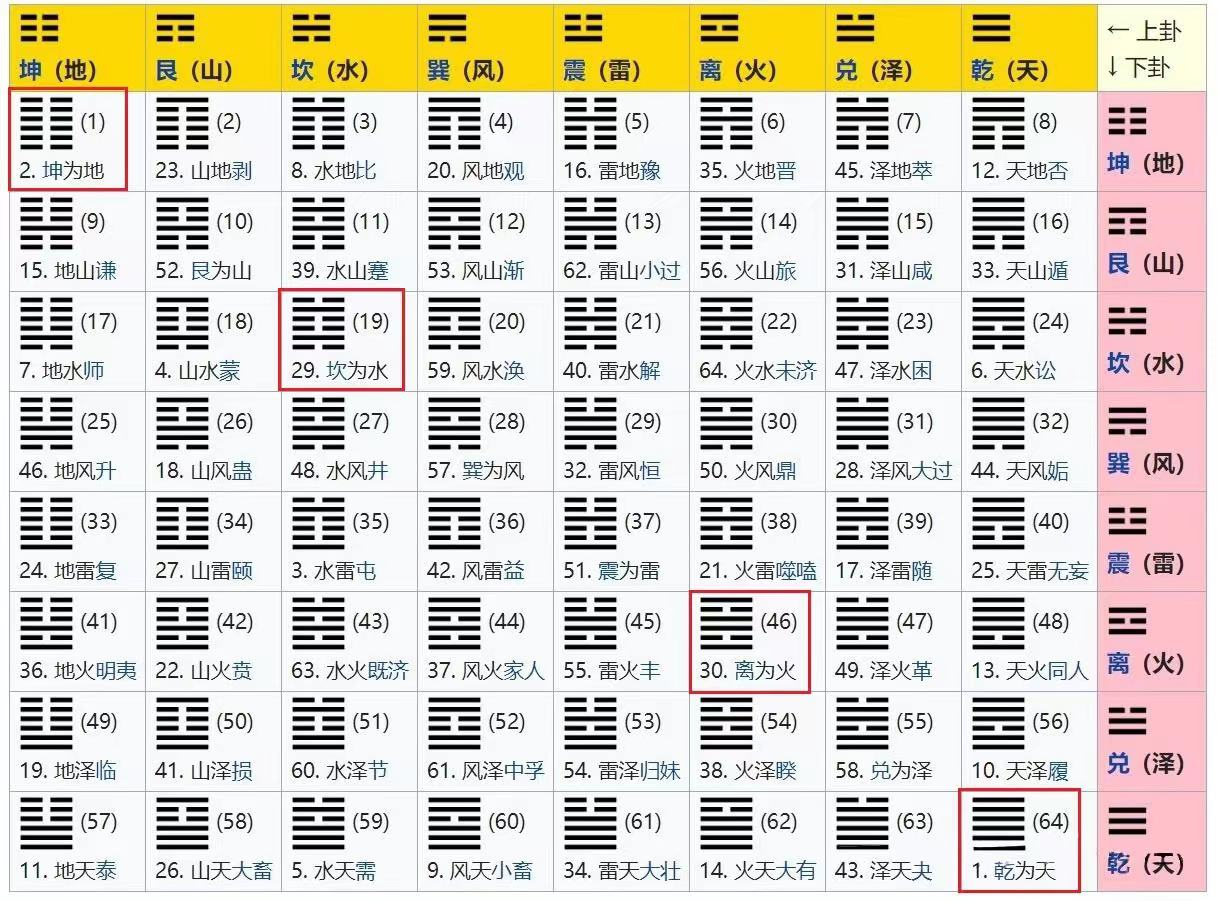 坤（地） 艮（山） 坎（水） 巽（风） 震（雷） 离（火） 兑（泽） 乾（天） ←上卦
↓下卦
(1) (2) (3) (4) (5) (6) (7) (8)
2. 坤为地 23. 山地剥 8. 水地比 20. 风地观 16. 雷地豫 35. 火地晋 45. 泽地萃 12. 天地否 坤（地）
(9) (10) (11) (12) (13) (14) (15) (16)
15. 地山谦 52. 艮为山 39. 水山蹇 53. 风山渐 62. 雷山小过 56. 火山旅 31. 泽山咸 33. 天山遁 艮（山）
(17) (18) (19) (20) (21) (22) (23) (24)
7. 地水师 4. 山水蒙 29. 坎为水 59. 风水涣 40. 雷水解 64. 火水未济 47. 泽水困 6. 天水讼 坎（水）
(25) (26) (27) (28) (29) (30) (31) (32)
46. 地风升 18. 山风蛊 48. 水风井 57. 巽为风 32. 雷风恒 50. 火风鼎 28. 泽风大过 44. 天风姤 巽（风）
(33) (34) (35) (36) (37) (38) (39) (40)
24. 地雷复 27. 山雷颐 3. 水雷屯 42. 风雷益 51. 震为雷 21. 火雷噬嗑 17. 泽雷随 25. 天雷无妄 震（雷）
(41) (42) (43) (44) (45) (46) (47) (48)
36. 地火明夷 22. 山火贲 63. 水火既济 37. 风火家人 55. 雷火丰 30. 离为火 49. 泽火革 13. 天火同人 离（火）
(49) (50) (51) (52) (53) (54) (55) (56)
19. 地泽临 41. 山泽损 60. 水泽节 61. 风泽中孚 54. 雷泽归妹 38. 火泽睽 58. 兑为泽 10. 天泽履 兑（泽）
(57) (58) (59) (60) (61) (62) (63) (64)
11. 地天泰 26. 山天大畜 5. 水天需 9. 风天小畜 34. 雷天大壮 14. 火天大有 43. 泽天夬 1. 乾为天 乾（天）